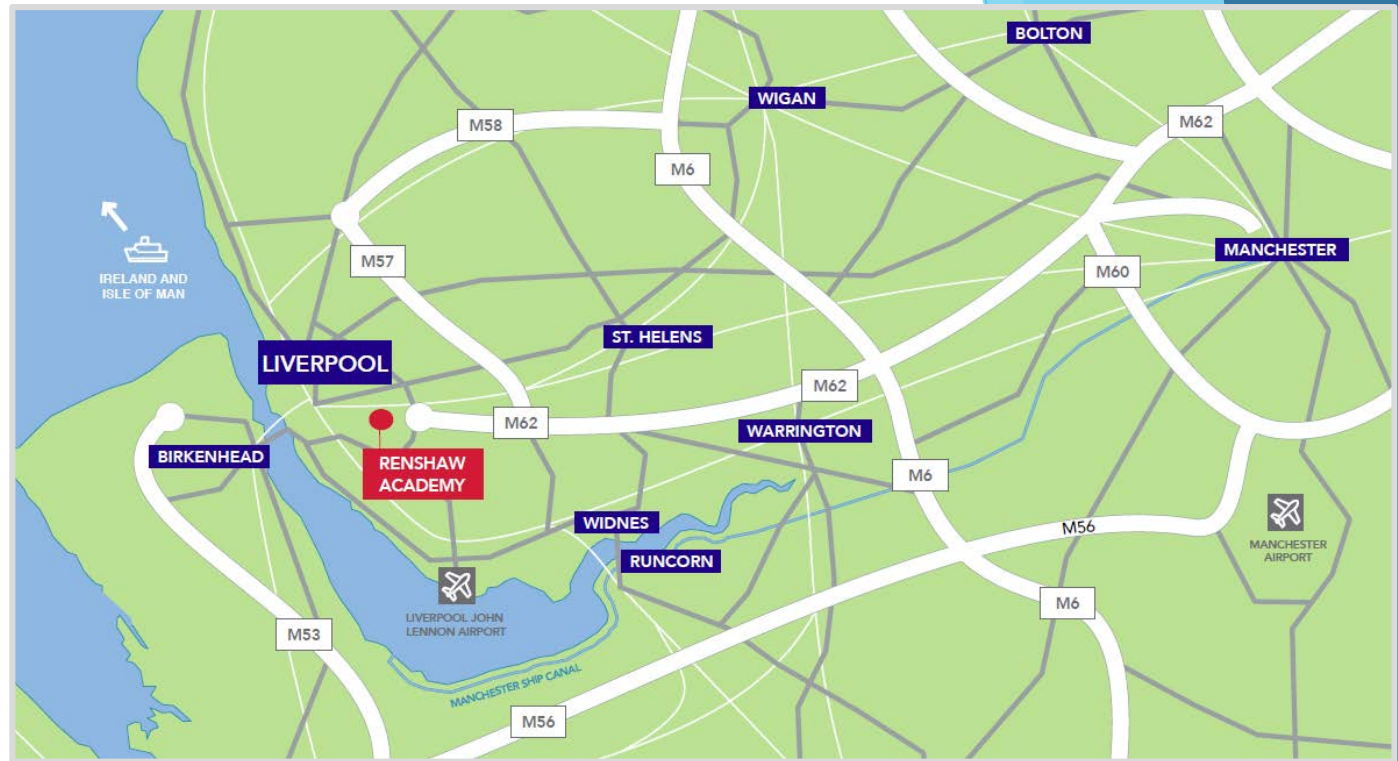 BOLTON
WIGAN
M58
M62
M6
MANCHESTER
M57
M60
IRELAND AND
ISLE OF MAN
ST. HELENS
LIVERPOOL
M62
M62
WARRINGTON
BIRKENHEAD
RENSHAW
ACADEMY
M6
WIDNES
M56
RUNCORN
MANCHESTER
AIRPORT
LIVERPOOL JOHN
LENNON AIRPORT
M6
M53
MANCHESTER SHIP CANAL
M56